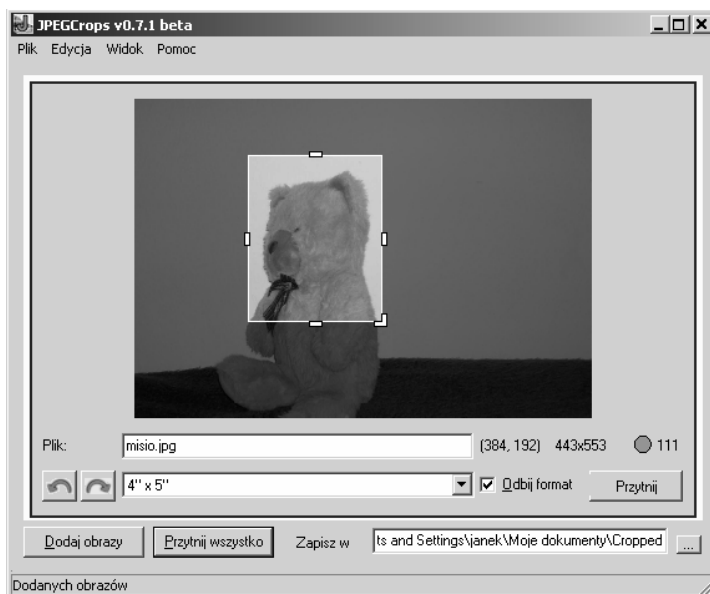 JPEGCrops v0.7.1 beta
Plik Edycja Widok Pomoc
Plik: misio.jpg (384, 192) 443x553 111
4" x 5" Odbij format Przytnij
Dodaj obrazy Przytnij wszystko Zapisz w ts and Settings\janek\Moje dokumenty\Cropped ...
Dodanych obrazów